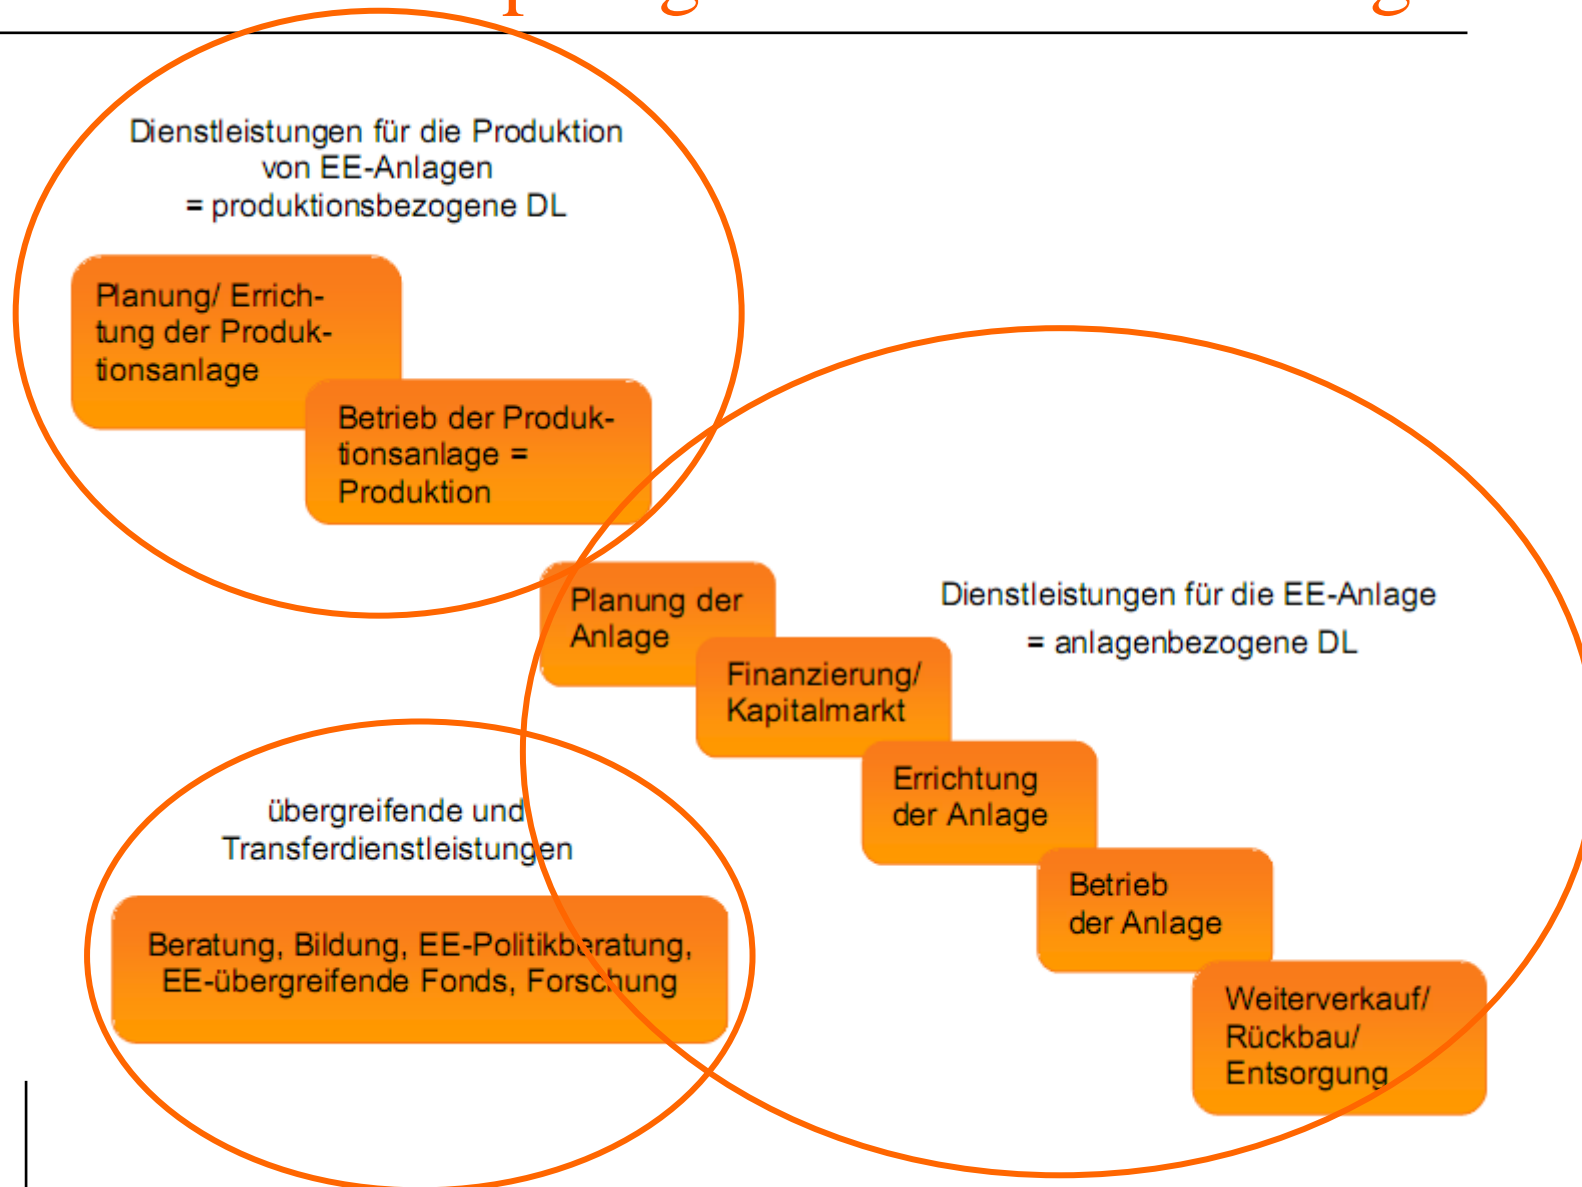 Dienstleistungen für die Produktion
von EE-Anlagen
= produktionsbezogene DL
Planung/ Errich-
tung der Produk-
tionsanlage
Betrieb der Produk-
tionsanlage =
Produktion
Planung der
Anlage
Dienstleistungen für die EE-Anlage
= anlagenbezogene DL
Finanzierung/
Kapitalmarkt
Errichtung
der Anlage
Betrieb
der Anlage
Weiterverkauf/
Rückbau/
Entsorgung
übergreifende und
Transferdienstleistungen
Beratung, Bildung, EE-Politikberatung,
EE-übergreifende Fonds, Forschung